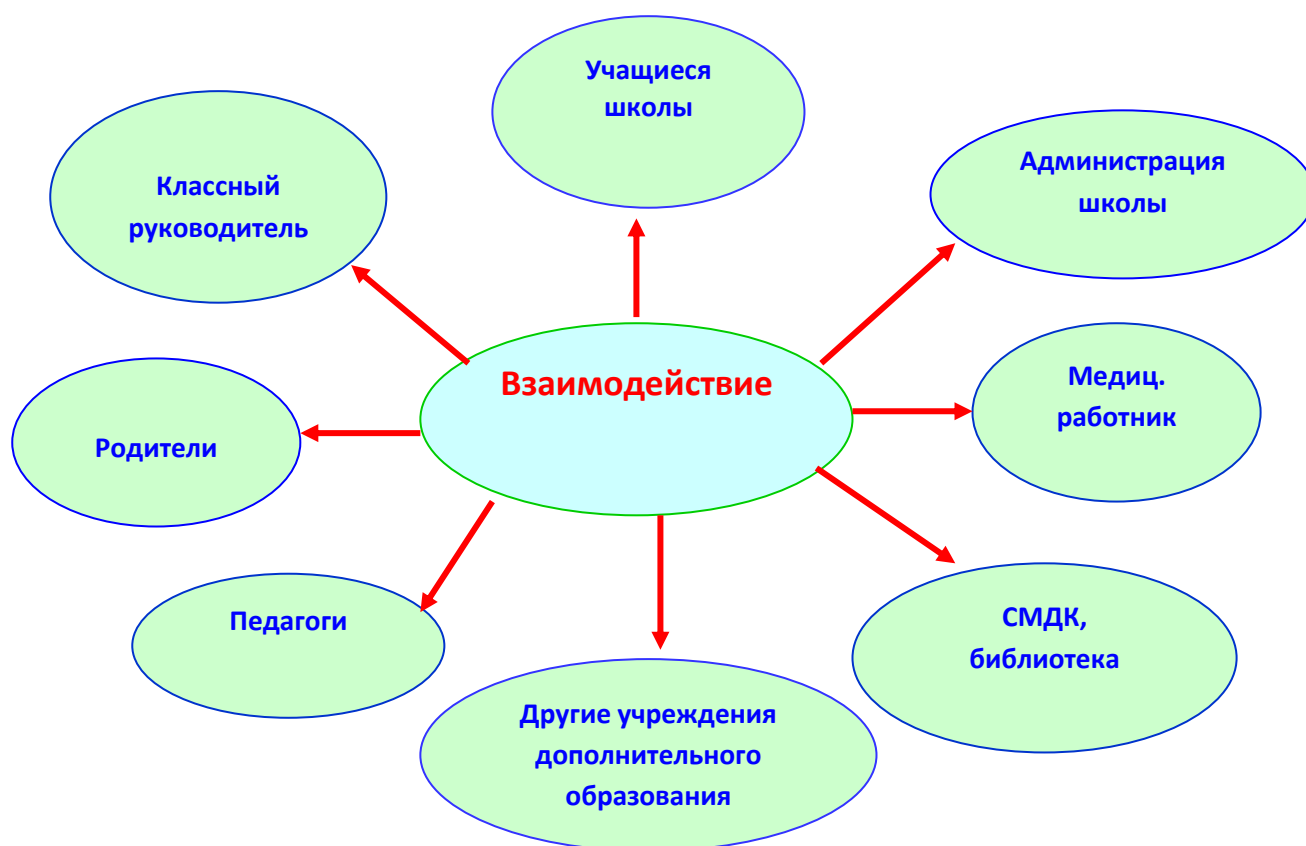 Учащиеся
школы
Классный
руководитель
Администрация
школы
Взаимодействие
Медиц.
работник
Родители
Педагоги
СМДК,
библиотека
Другие учреждения
дополнительного
образования